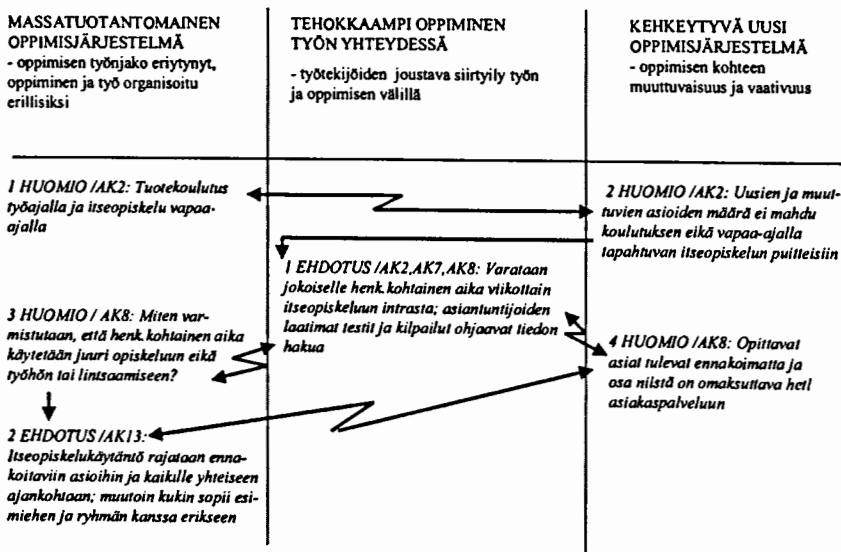 MASSATUOTANTOMAINEN
OPPIMISJÄRJESTELMÄ
- oppimisen työnjako eriytynyt,
oppiminen ja työ organisoitu
erillisiksi
TEHOKKAAMPI OPPIMINEN
TYÖN YHTEYDESSÄ
- työtekijöiden joustava siirtyily työn
ja oppimisen välillä
KEHKEYTYVÄ UUSI
OPPIMISJÄRJESTELMÄ
- oppimisen kohteen
muuttuvaisuus ja vaativuus
1 HUOMIO /AK2: Tuotekoulutus
työajalla ja itseopiskelu vapaa-
ajalla
2 HUOMIO /AK2: Uusien ja muut-
tuvien asioiden määrä ei mahdu
koulutuksen eikä vapaa-ajalla
tapahtuvan itseopiskelun puitteisiin
1 EHDOTUS /AK2,AK7,AK8: Varataan
jokaiselle henk.kohtainen aika viikottain
itseopiskeluun intrasta; asiantuntijoiden
laatimat testit ja kilpailut ohjaavat tiedon
hakua
3 HUOMIO / AK8: Miten var-
mistutaan, että henk.kohtainen aika
käytetään juuri opiskeluun eikä
työhön tai lintsaamiseen?
4 HUOMIO /AK8: Opittavat
asiat tulevat ennakoimatta ja
osa niistä on omaksuttava heti
asiakaspalveluun
2 EHDOTUS /AK13:
Itseopiskelukäytäntö rajataan enna-
koitaviin asioihin ja kaikille yhteiseen
ajankohtaan; muutoin kukin sopii esi-
miehen ja ryhmän kanssa erikseen